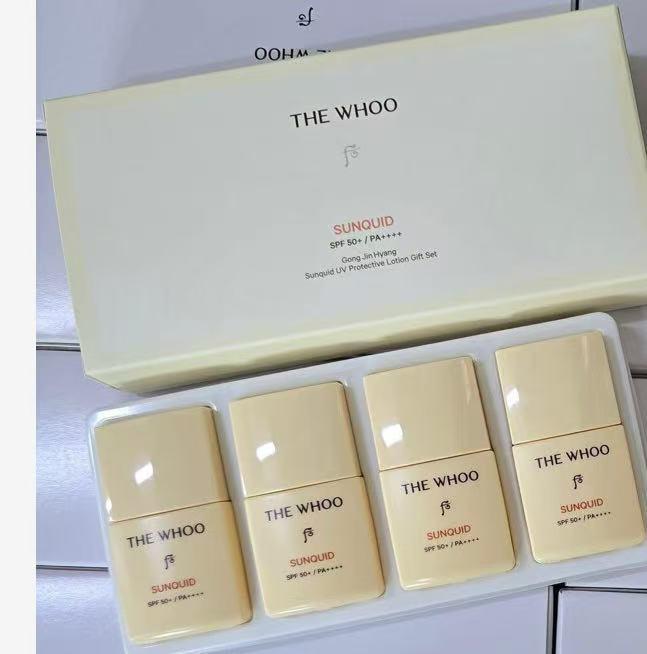 THE WHOO
SUNQUID
SPF 50+ / PA++++
Gong Jin Hyang
Sunquid UV Protective Lotion Gift Set
THE WHOO
SUNQUID
SPF 50+ / PA++++
THE WHOO
SUNQUID
SPF 50+ / PA++++
THE WHOO
SUNQUID
SPF 50+ / PA++++
THE WHOO
SUNQUID
SPF 50+ / PA++++